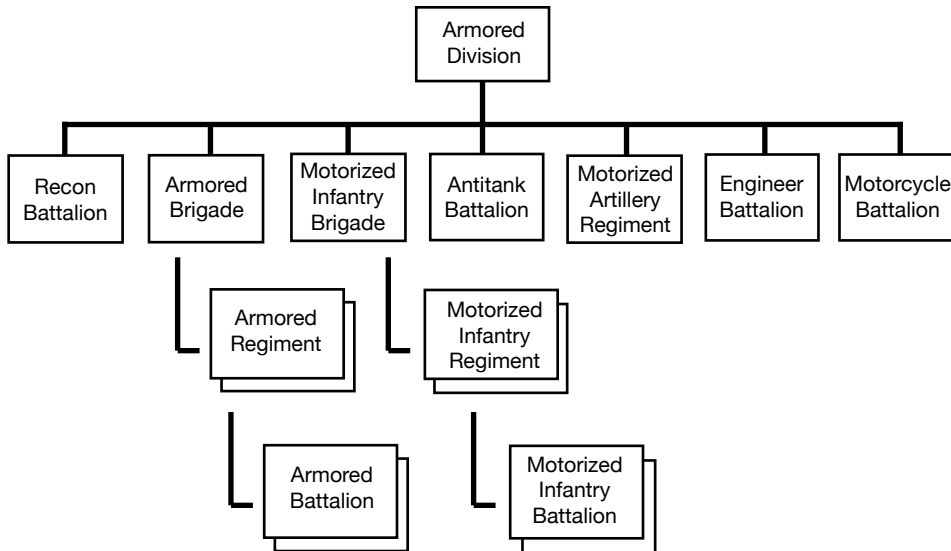 Armored
Division
Recon
Battalion
Armored
Brigade
Motorized
Infantry
Brigade
Antitank
Battalion
Motorized
Artillery
Regiment
Engineer
Battalion
Motorcycle
Battalion
Armored
Regiment
Motorized
Infantry
Regiment
Armored
Battalion
Motorized
Infantry
Battalion